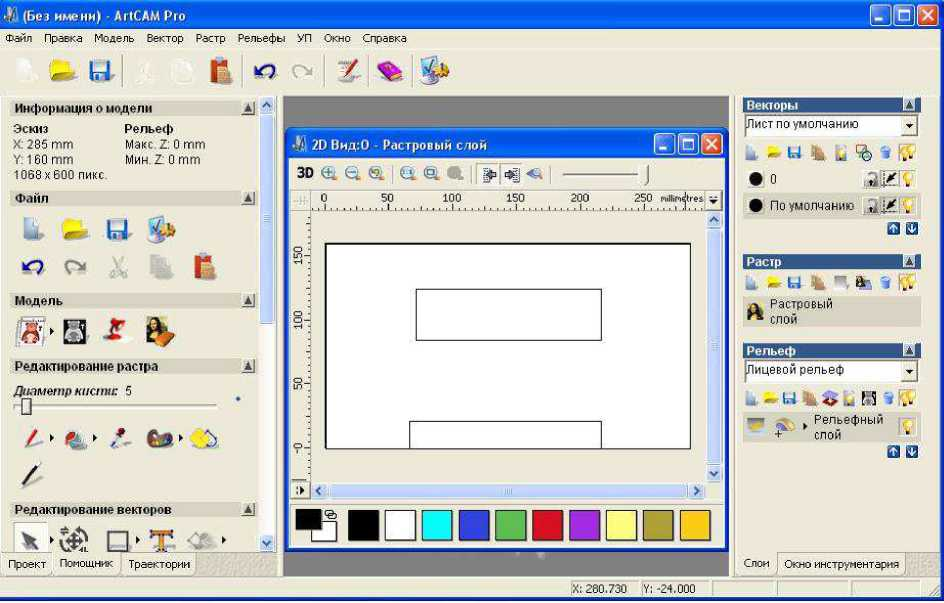 (Без имени) - ArtCAM Pro
Файл Правка Модель Вектор Растр Рельефы УП Окно Справка
Информация о модели
Эскиз Рельеф
X: 285 mm Макс. Z: 0 mm
Y: 160 mm Мин. Z: 0 mm
1068 x 600 пикс.
Файл
Модель
Редактирование растра
Диаметр кисти: 5
Редактирование векторов
Проект Помощник Траектории
2D Вид:0 - Растровый слой
3D
0 50 100 150 200 250 millimetres
150
100
50
0
Векторы
Лист по умолчанию
0
По умолчанию
Растр
Растровый
слой
Рельеф
Лицевой рельеф
Рельефный
слой
Слои Окно инструментария
X: 280.730 Y: -24.000